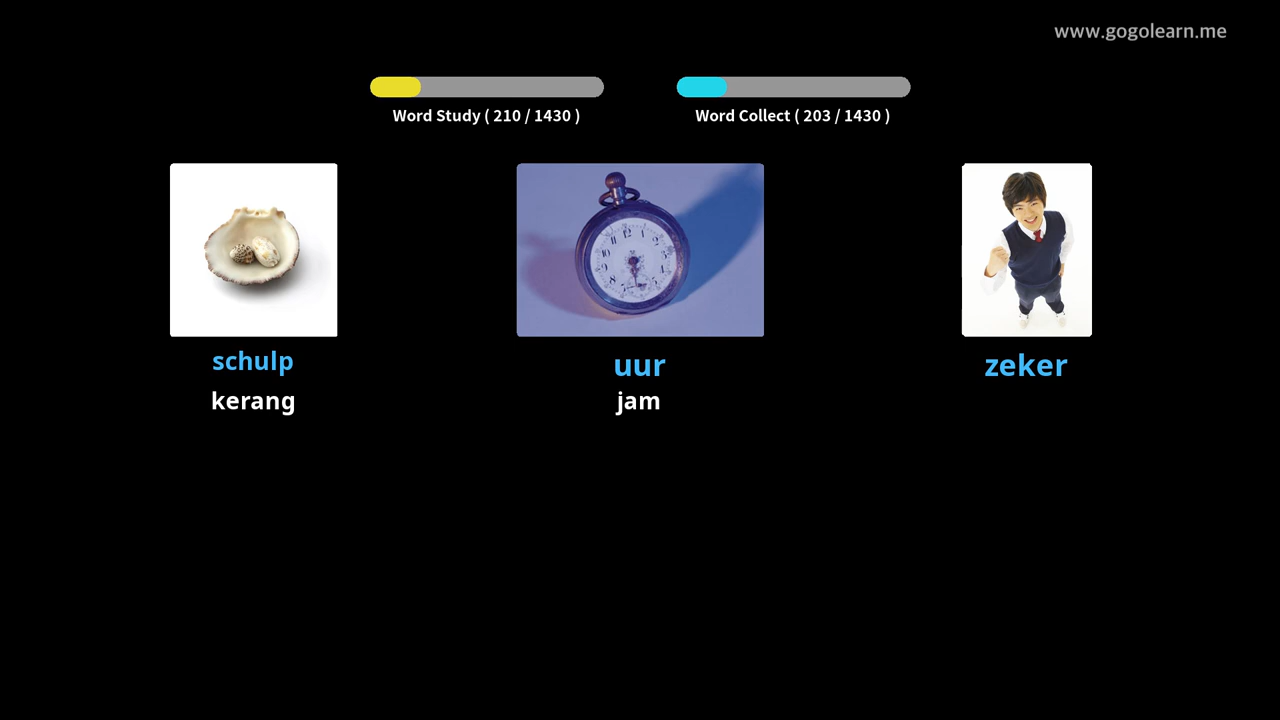 www.gogolearn.me
Word Study ( 210 / 1430 )
Word Collect ( 203 / 1430 )
schulp
uur
zeker
kerang
jam